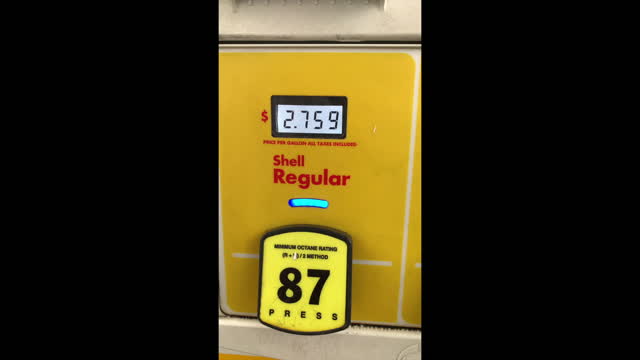 $ 2.759
PRICE PER GALLON ALL TAXES INCLUDED
Shell
Regular
MINIMUM OCTANE RATING
(R+M)/2 METHOD
87
PRESS